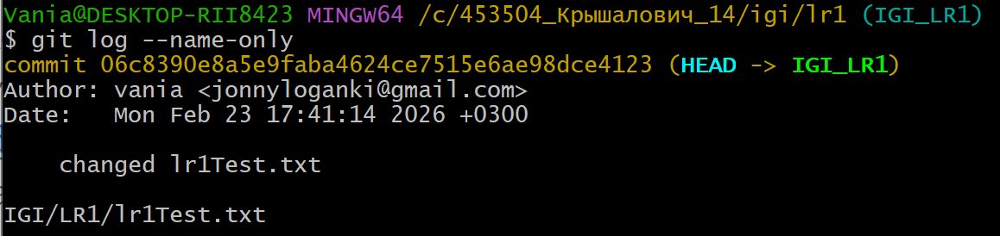 Vania@DESKTOP-RII8423 MINGW64 /c/453504_Крышалович_14/igi/lr1 (IGI_LR1)
$ git log --name-only
commit 06c8390e8a5e9faba4624ce7515e6ae98dce4123 (HEAD -> IGI_LR1)
Author: vania <jonnyloganki@gmail.com>
Date:   Mon Feb 23 17:41:14 2026 +0300

    changed lr1Test.txt

IGI/LR1/lr1Test.txt